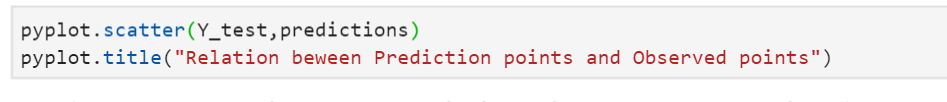 pyplot.scatter(Y_test,predictions)
pyplot.title("Relation beween Prediction points and Observed points")